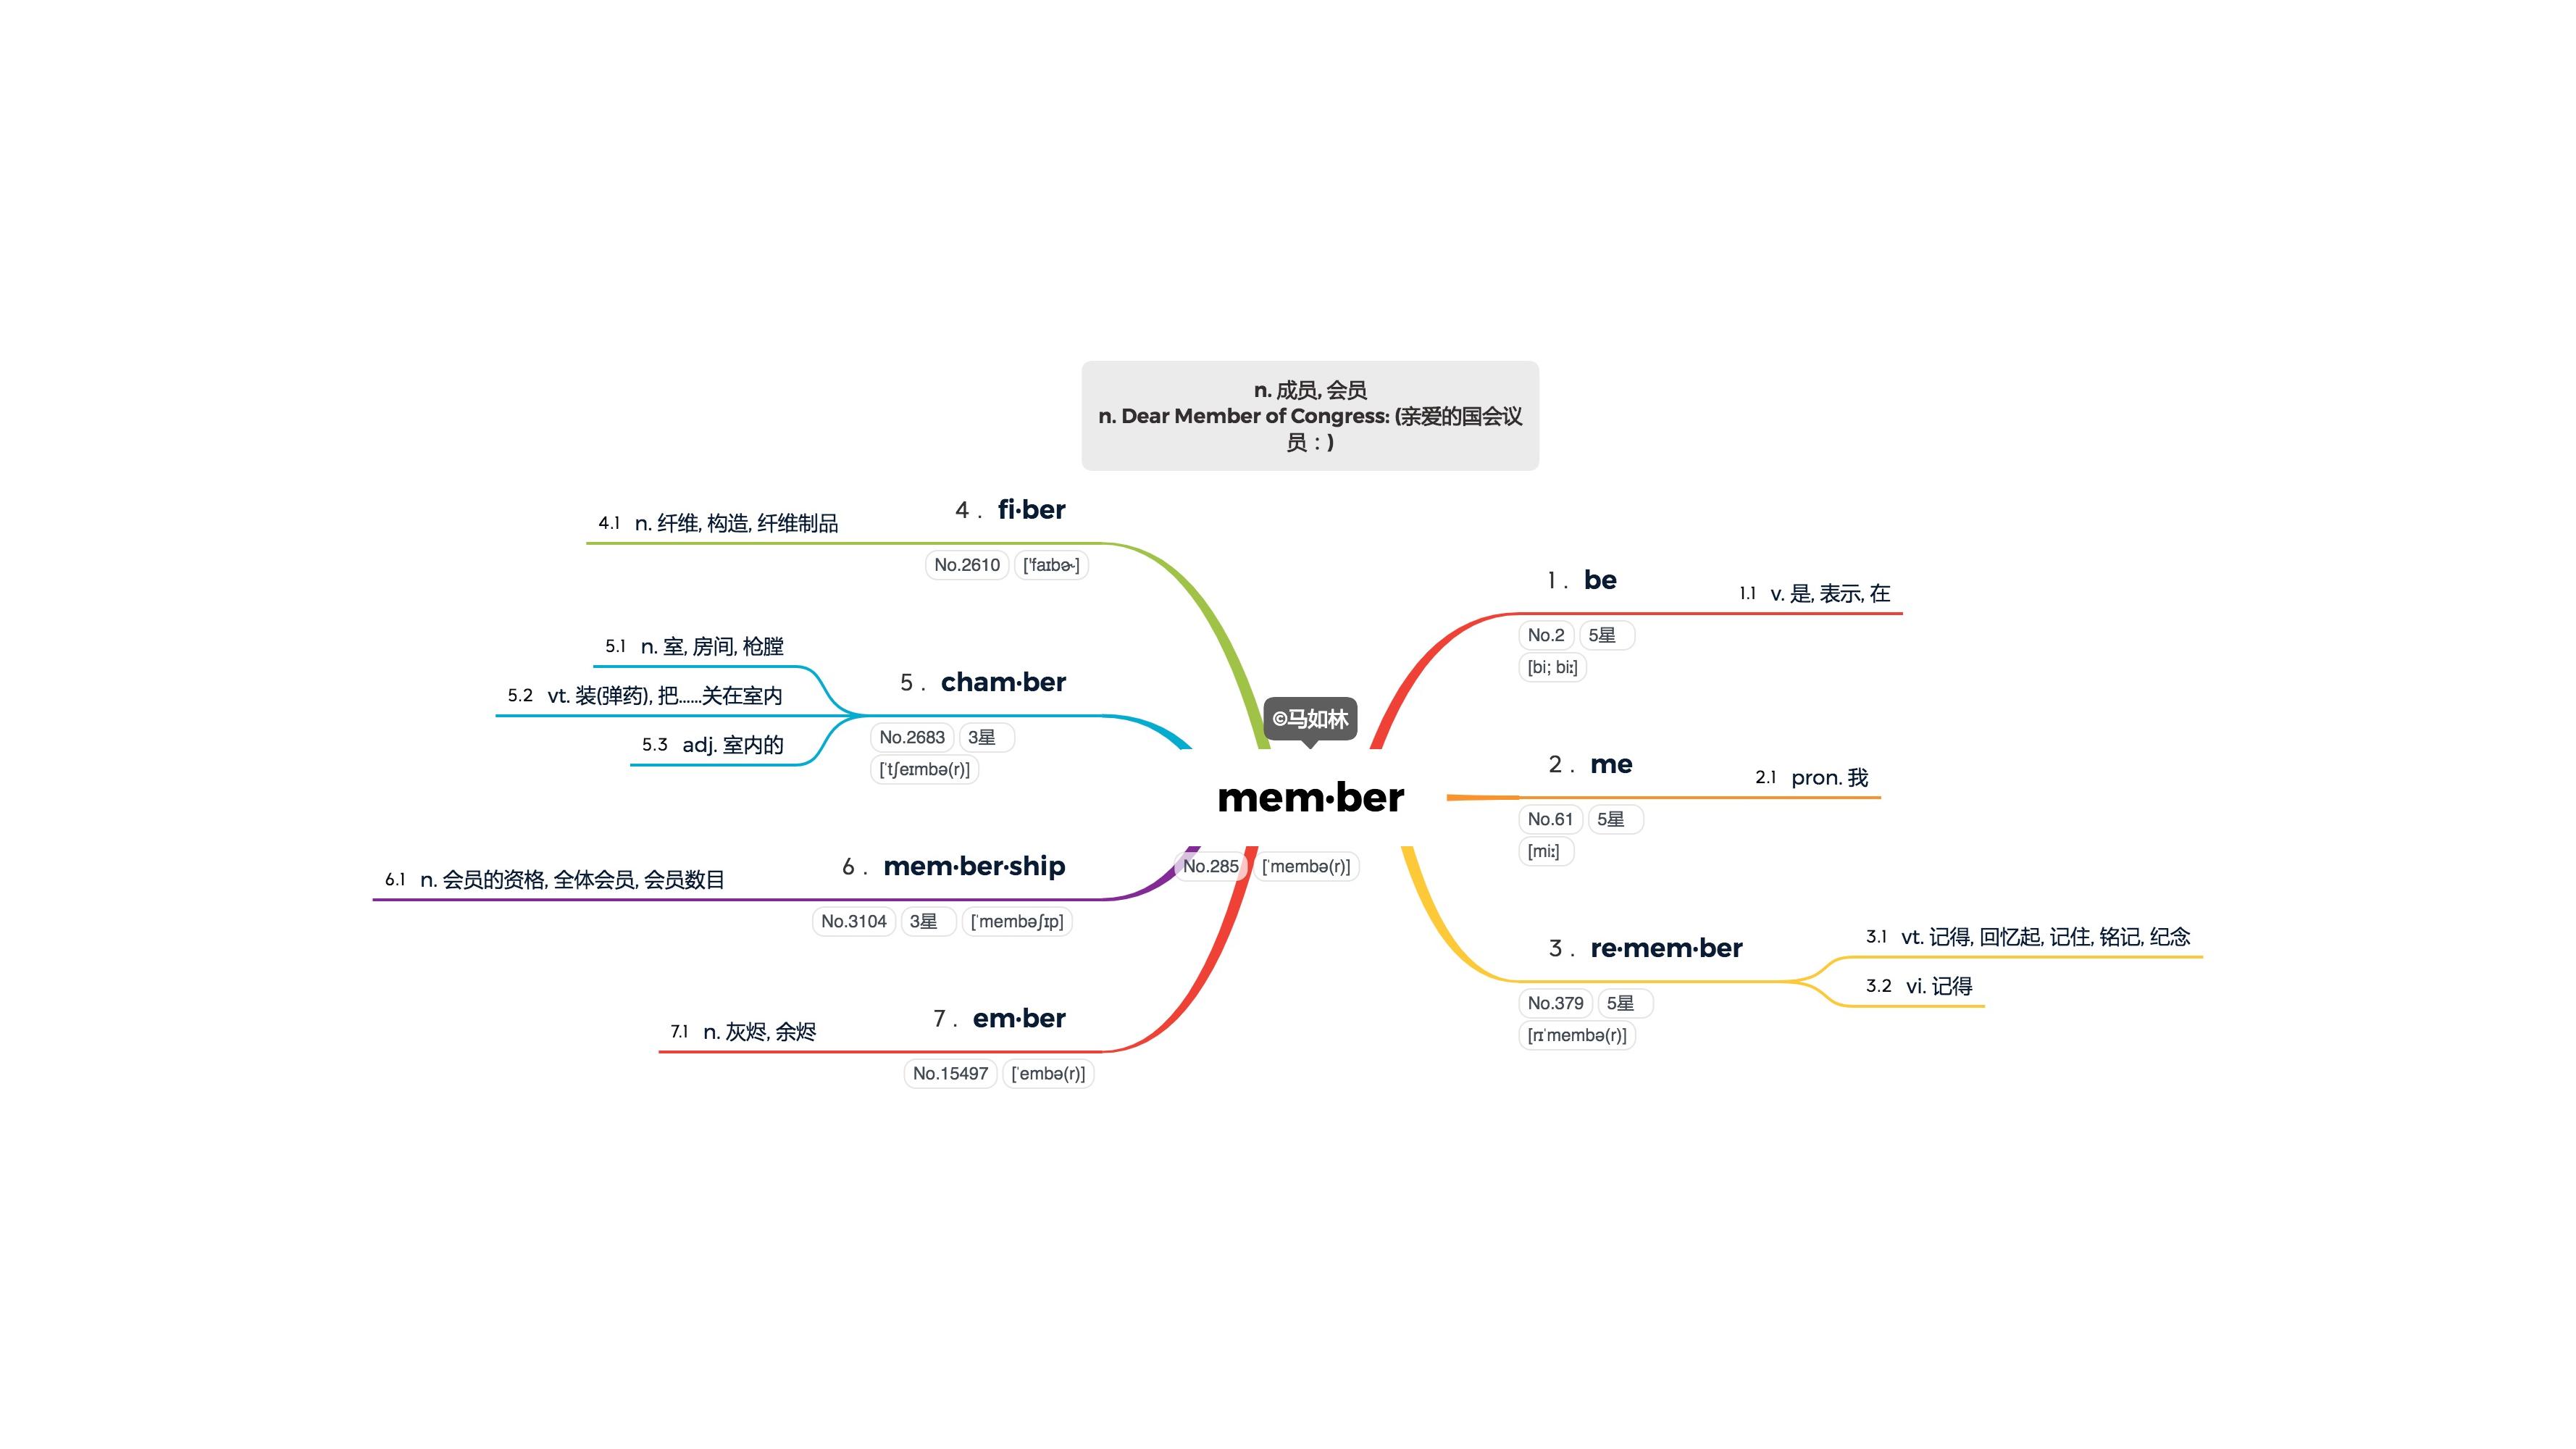 n. 成员, 会员
n. Dear Member of Congress: (亲爱的国会议
员：)
©马如林
mem·ber
No.285 [ˈmembə(r)]
1. be
No.2 5星
[bi; biː]
1.1 v. 是, 表示, 在
2. me
No.61 5星
[miː]
2.1 pron. 我
3. re·mem·ber
No.379 5星
[rɪˈmembə(r)]
3.1 vt. 记得, 回忆起, 记住, 铭记, 纪念
3.2 vi. 记得
4. fi·ber
No.2610 [ˈfaɪbɚ]
4.1 n. 纤维, 构造, 纤维制品
5. cham·ber
No.2683 3星
[ˈtʃeɪmbə(r)]
5.1 n. 室, 房间, 枪膛
5.2 vt. 装(弹药), 把……关在室内
5.3 adj. 室内的
6. mem·ber·ship
No.3104 3星 [ˈmembəʃɪp]
6.1 n. 会员的资格, 全体会员, 会员数目
7. em·ber
No.15497 [ˈembə(r)]
7.1 n. 灰烬, 余烬